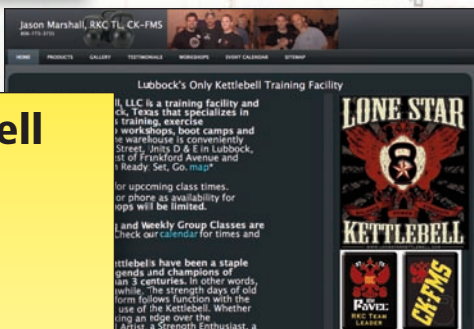 Jason Marshall, RKC TL, CK-FMS
HOME PRODUCTS GALLERY TESTIMONIALS WORKSHOPS EVENT CALENDAR SITEMAP
Lubbock's Only Kettlebell Training Facility
ell
ll, LLC is a training facility and
ck, Texas that specializes in
s training, exercise
workshops, boot camps and
he warehouse is conveniently
Street, Units D & E in Lubbock,
est of Frankford Avenue and
Ready, Set, Go. map*
for upcoming class times.
or phone as availability for
ops will be limited.
g and Weekly Group Classes are
Check our calendar for times and
ettlebells have been a staple
gends and champions of
an 3 centuries. In other words,
while. The strength days of old
form follows function with the
use of the Kettlebell. Whether
cing an edge over the
l Artist, a Strength Enthusiast, a
LONE STAR
8
KETTLEBELL
PAVEL
RKC TEAM
LEADER
CK-FMS